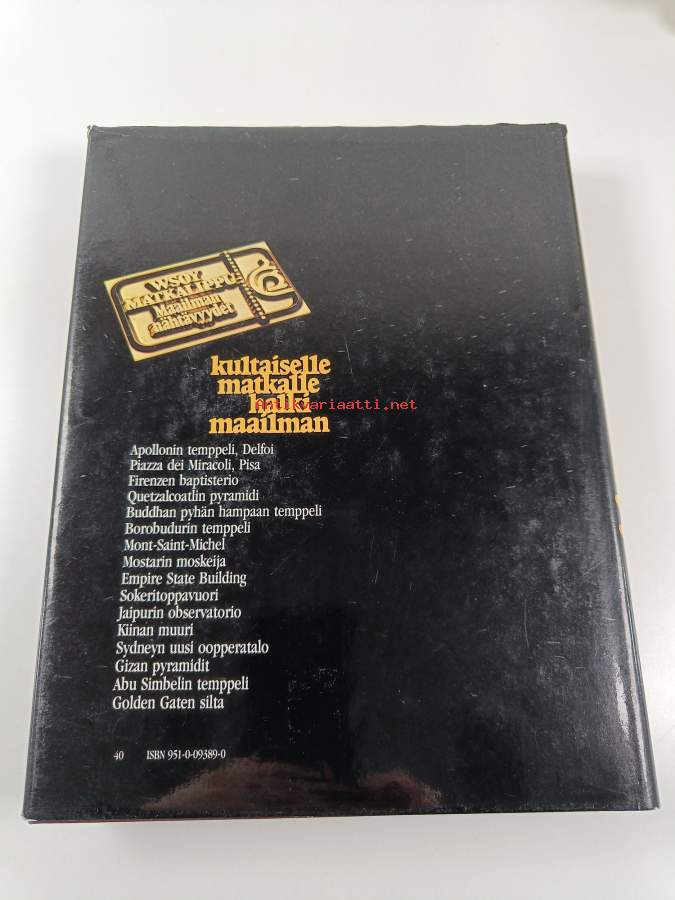 WSOY
MATKALIPPU
Maailman
nähtävyydet
kultaiselle
matkalle
halki
maailman
Antikvariaatti.net
Apollonin temppeli, Delfoi
Piazza dei Miracoli, Pisa
Firenzen baptisterio
Quetzalcoatlin pyramidi
Buddhan pyhän hampaan temppeli
Borobudurin temppeli
Mont-Saint-Michel
Mostarin moskeija
Empire State Building
Sokeritoppavuori
Jaipurin observatorio
Kiinan muuri
Sydneyn uusi oopperatalo
Gizan pyramidit
Abu Simbelin temppeli
Golden Gaten silta
40 ISBN 951-0-09389-0